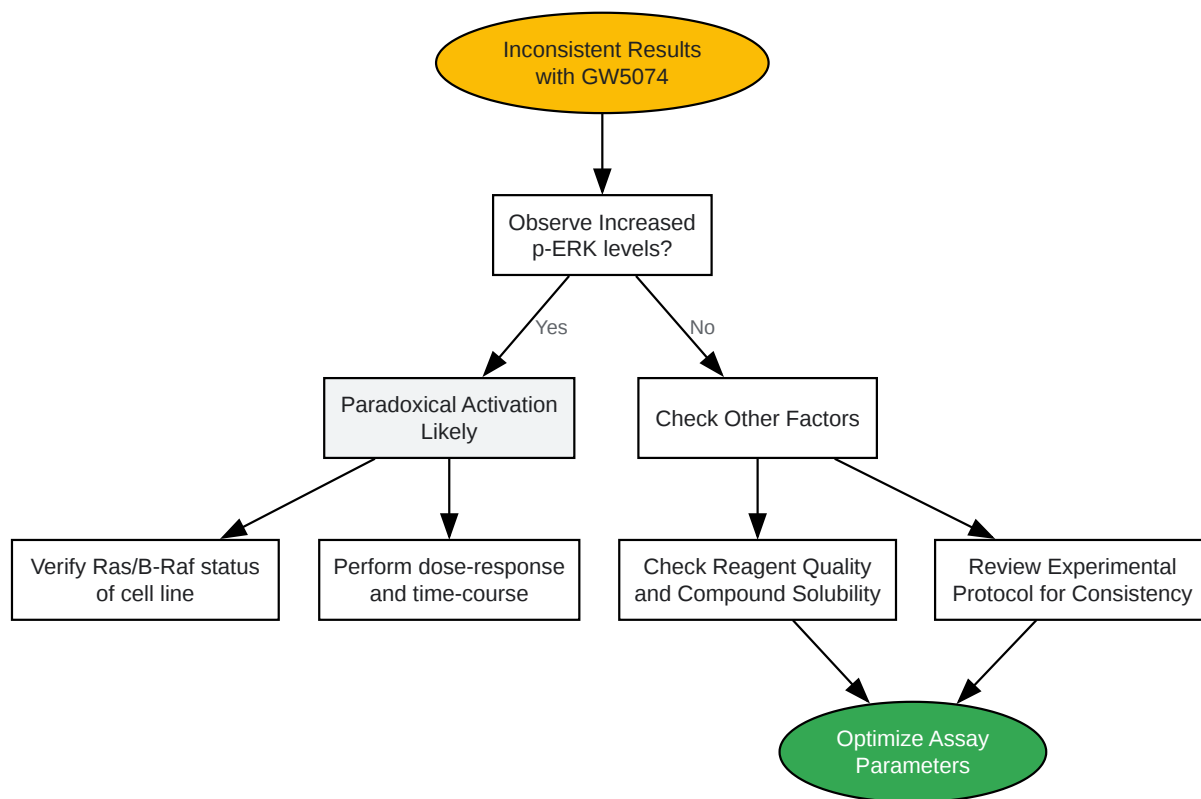 Inconsistent Results
with GW5074
Observe Increased
p-ERK levels?
Yes
No
Paradoxical Activation
Likely
Check Other Factors
Verify Ras/B-Raf status
of cell line
Perform dose-response
and time-course
Check Reagent Quality
and Compound Solubility
Review Experimental
Protocol for Consistency
Optimize Assay
Parameters